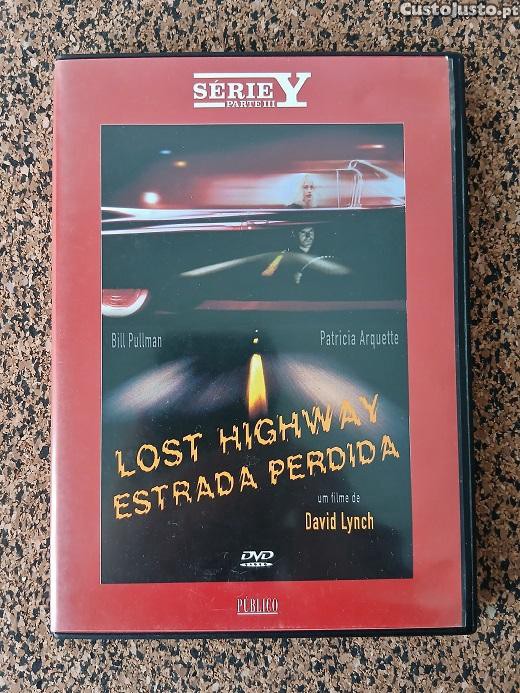 CustoJusto.pt
SÉRIE Y
PARTE III
Bill Pullman
Patricia Arquette
LOST HIGHWAY
ESTRADA PERDIDA
um filme de
David Lynch
DVD
VIDEO
PÚBLICO